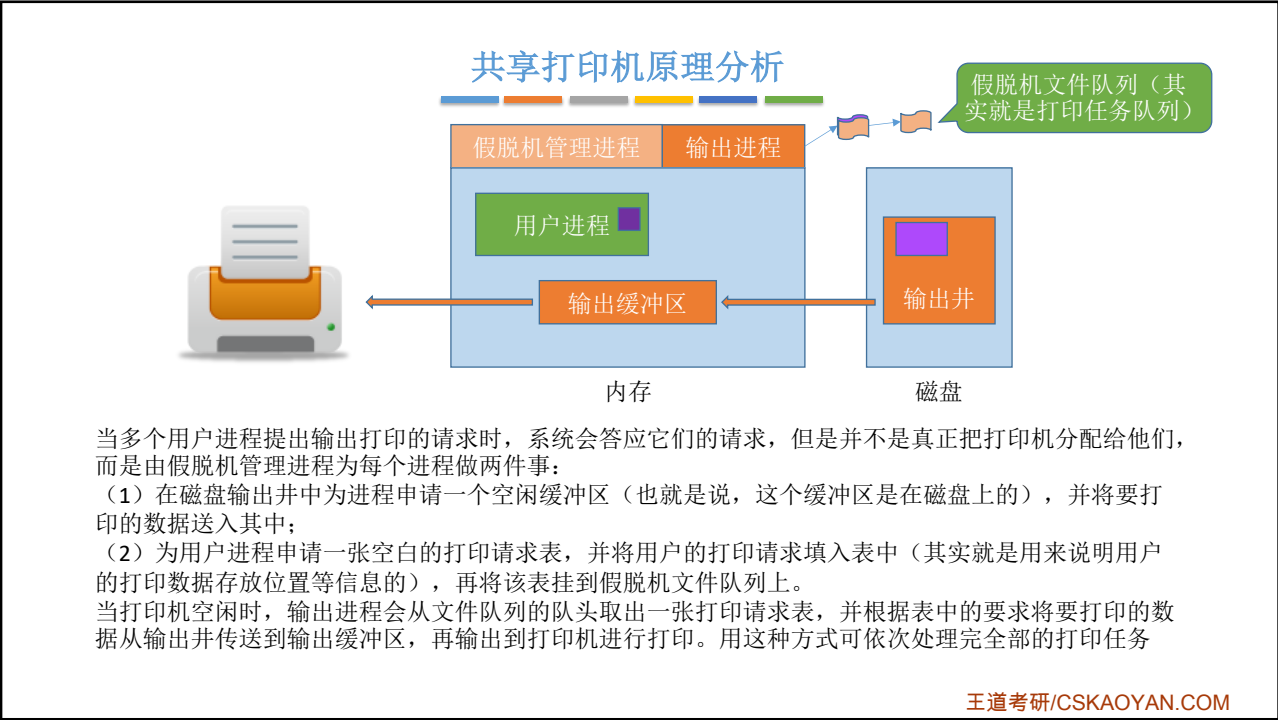 共享打印机原理分析
假脱机文件队列（其
实就是打印任务队列）
假脱机管理进程
输出进程
用户进程
输出缓冲区
输出井
内存
磁盘
当多个用户进程提出输出打印的请求时，系统会答应它们的请求，但是并不是真正把打印机分配给他们，
而是由假脱机管理进程为每个进程做两件事：
（1）在磁盘输出井中为进程申请一个空闲缓冲区（也就是说，这个缓冲区是在磁盘上的），并将要打
印的数据送入其中；
（2）为用户进程申请一张空白的打印请求表，并将用户的打印请求填入表中（其实就是用来说明用户
的打印数据存放位置等信息的），再将该表挂到假脱机文件队列上。
当打印机空闲时，输出进程会从文件队列的队头取出一张打印请求表，并根据表中的要求将要打印的数
据从输出井传送到输出缓冲区，再输出到打印机进行打印。用这种方式可依次处理完全部的打印任务
王道考研/CSKAOYAN.COM